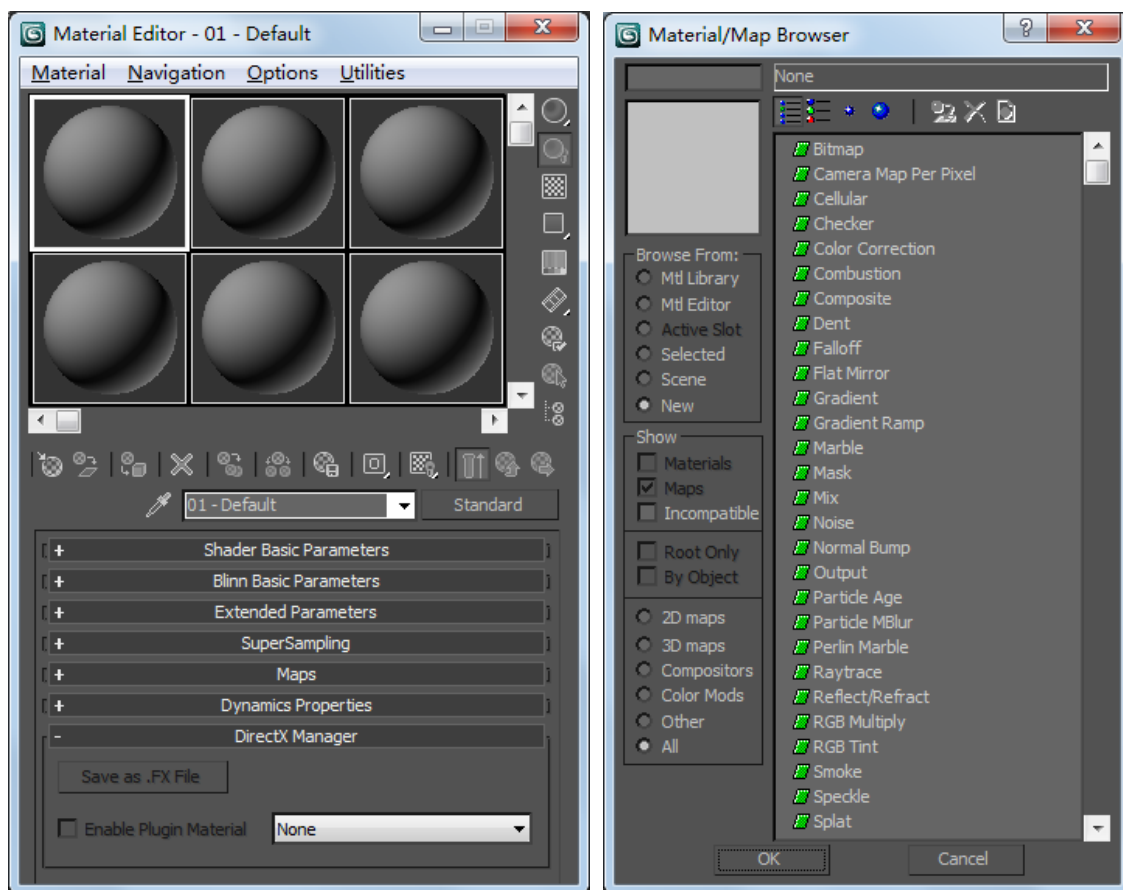 Material Editor - 01 - Default
Material Navigation Options Utilities
01 - Default
Standard
+ Shader Basic Parameters
+ Blinn Basic Parameters
+ Extended Parameters
+ SuperSampling
+ Maps
+ Dynamics Properties
- DirectX Manager
Save as .FX File
Enable Plugin Material
None
Material/Map Browser
None
Browse From:
Mtl Library
Mtl Editor
Active Slot
Selected
Scene
New
Show
Materials
Maps
Incompatible
Root Only
By Object
2D maps
3D maps
Compositors
Color Mods
Other
All
Bitmap
Camera Map Per Pixel
Cellular
Checker
Color Correction
Combustion
Composite
Dent
Falloff
Flat Mirror
Gradient
Gradient Ramp
Marble
Mask
Mix
Noise
Normal Bump
Output
Particle Age
Particle MBlur
Perlin Marble
Raytrace
Reflect/Refract
RGB Multiply
RGB Tint
Smoke
Speckle
Splat
OK
Cancel